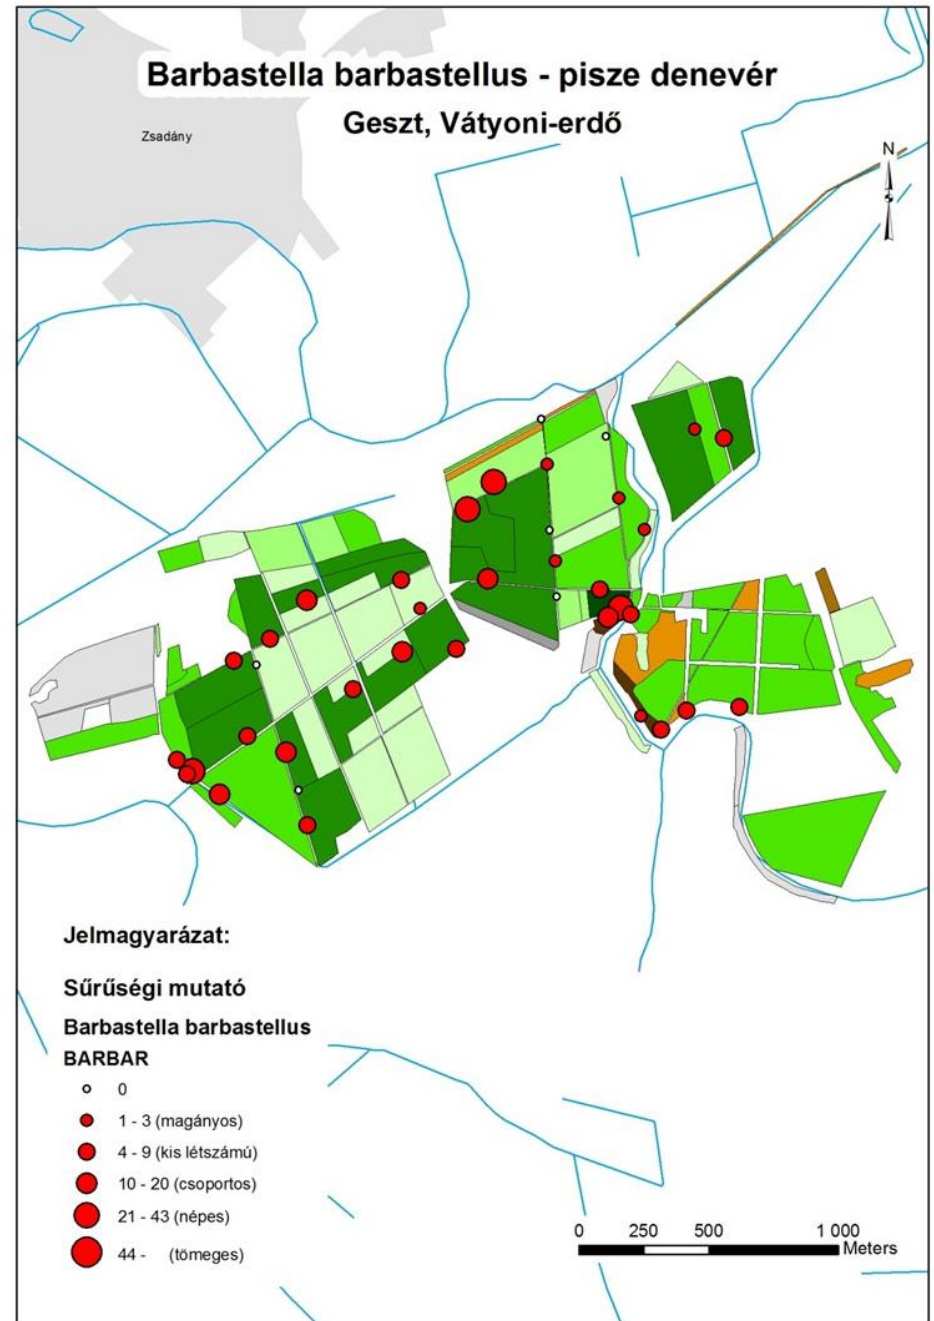 Barbastella barbastellus - pisze denevér
Geszt, Vátyoni-erdő
Zsadány
N
Jelmagyarázat:
Sűrűségi mutató
Barbastella barbastellus
BARBAR
0
1 - 3 (magányos)
4 - 9 (kis létszámú)
10 - 20 (csoportos)
21 - 43 (népes)
44 - (tömeges)
0 250 500 1 000
Meters